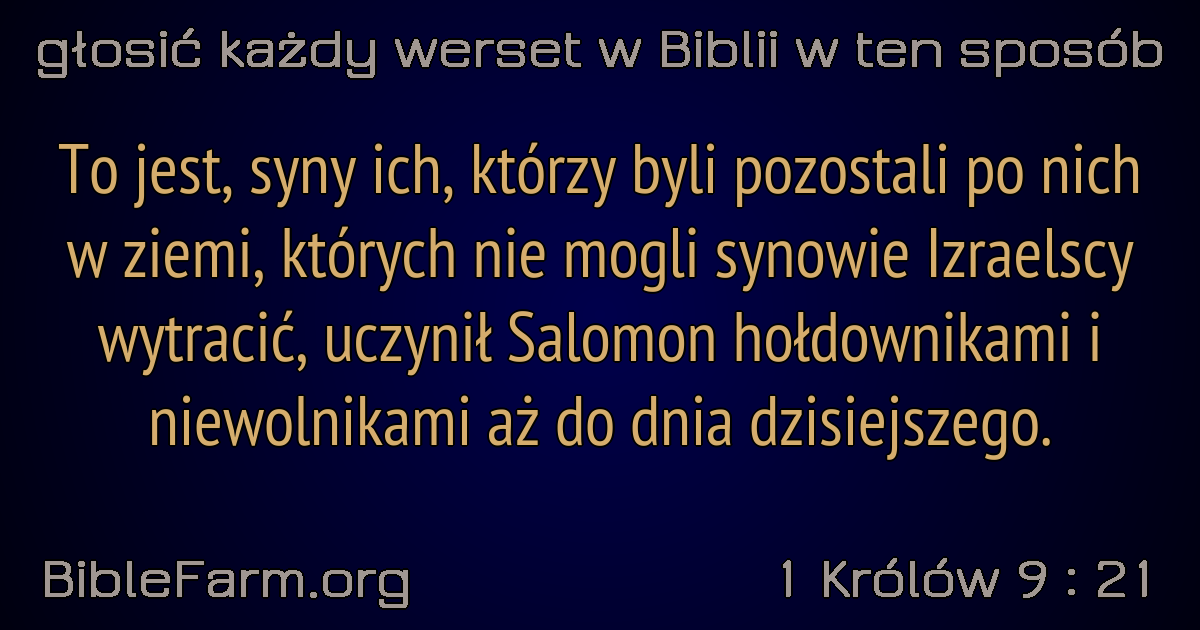 głosić każdy werset w Biblii w ten sposób
To jest, syny ich, którzy byli pozostali po nich
w ziemi, których nie mogli synowie Izraelscy
wytracić, uczynił Salomon hołdownikami i
niewolnikami aż do dnia dzisiejszego.
BibleFarm.org
1 Królów 9 : 21